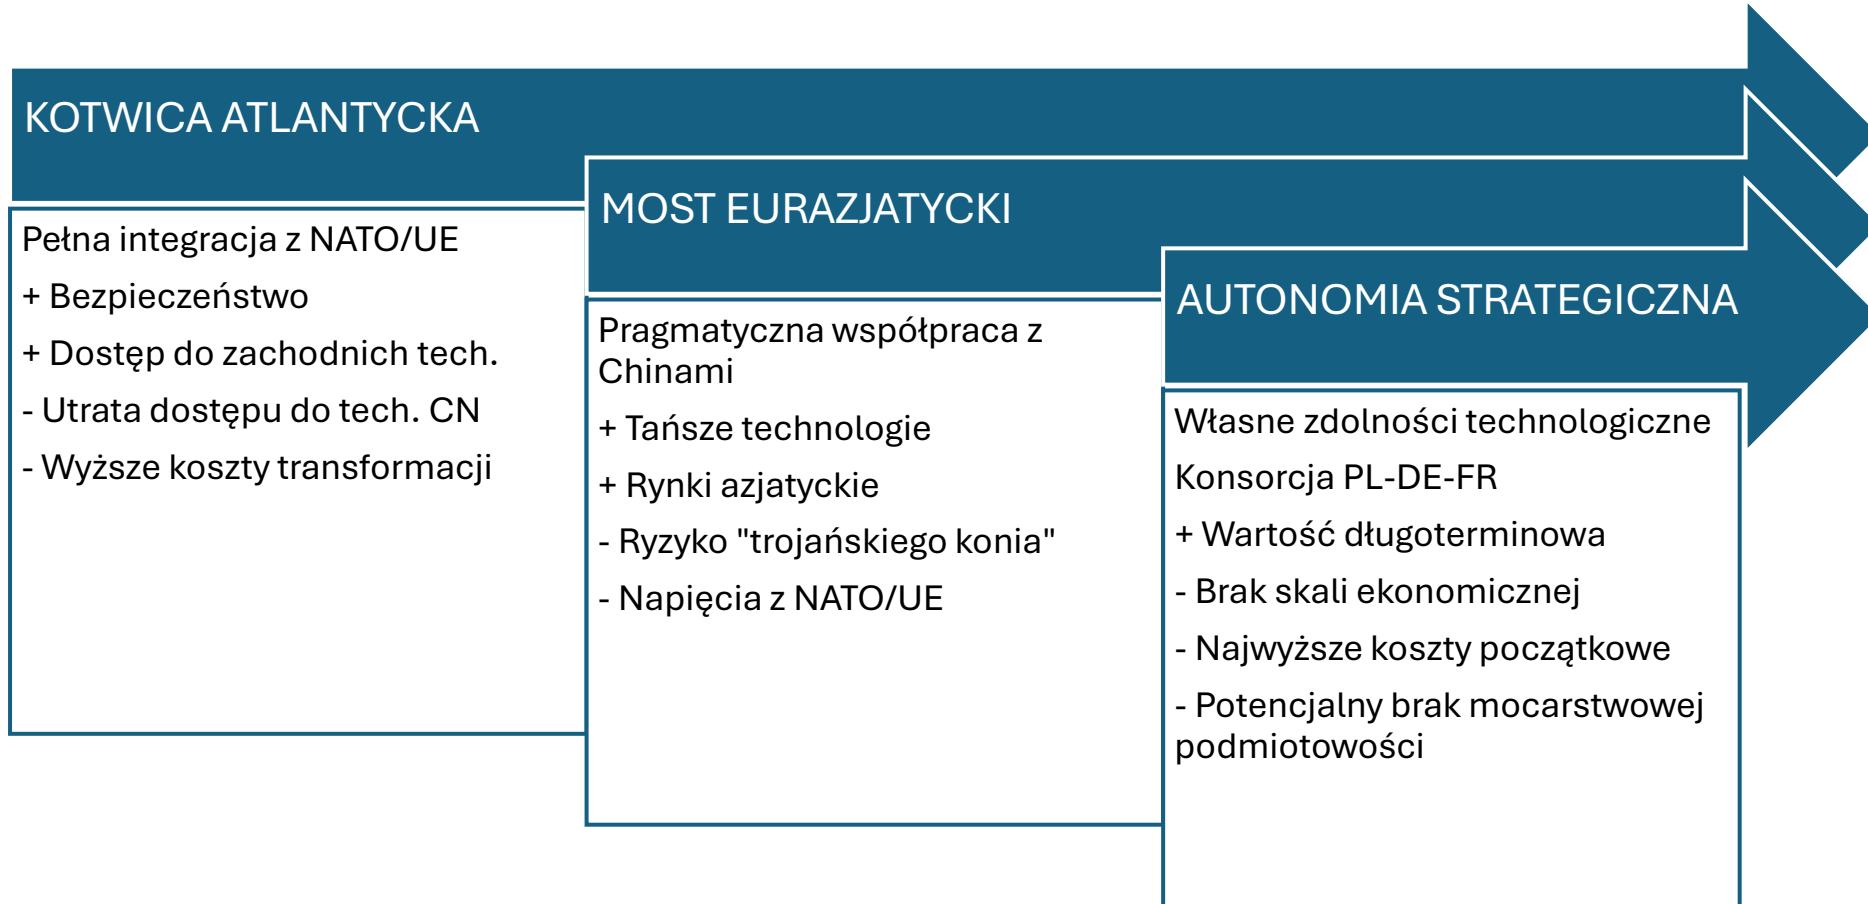 KOTWICA ATLANTYCKA
Pełna integracja z NATO/UE
+ Bezpieczeństwo
+ Dostęp do zachodnich tech.
- Utrata dostępu do tech. CN
- Wyższe koszty transformacji
MOST EURAZJATYCKI
Pragmatyczna współpraca z
Chinami
+ Tańsze technologie
+ Rynki azjatyckie
- Ryzyko "trojańskiego konia"
- Napięcia z NATO/UE
AUTONOMIA STRATEGICZNA
Własne zdolności technologiczne
Konsorcja PL-DE-FR
+ Wartość długoterminowa
- Brak skali ekonomicznej
- Najwyższe koszty początkowe
- Potencjalny brak mocarstwowej
podmiotowości